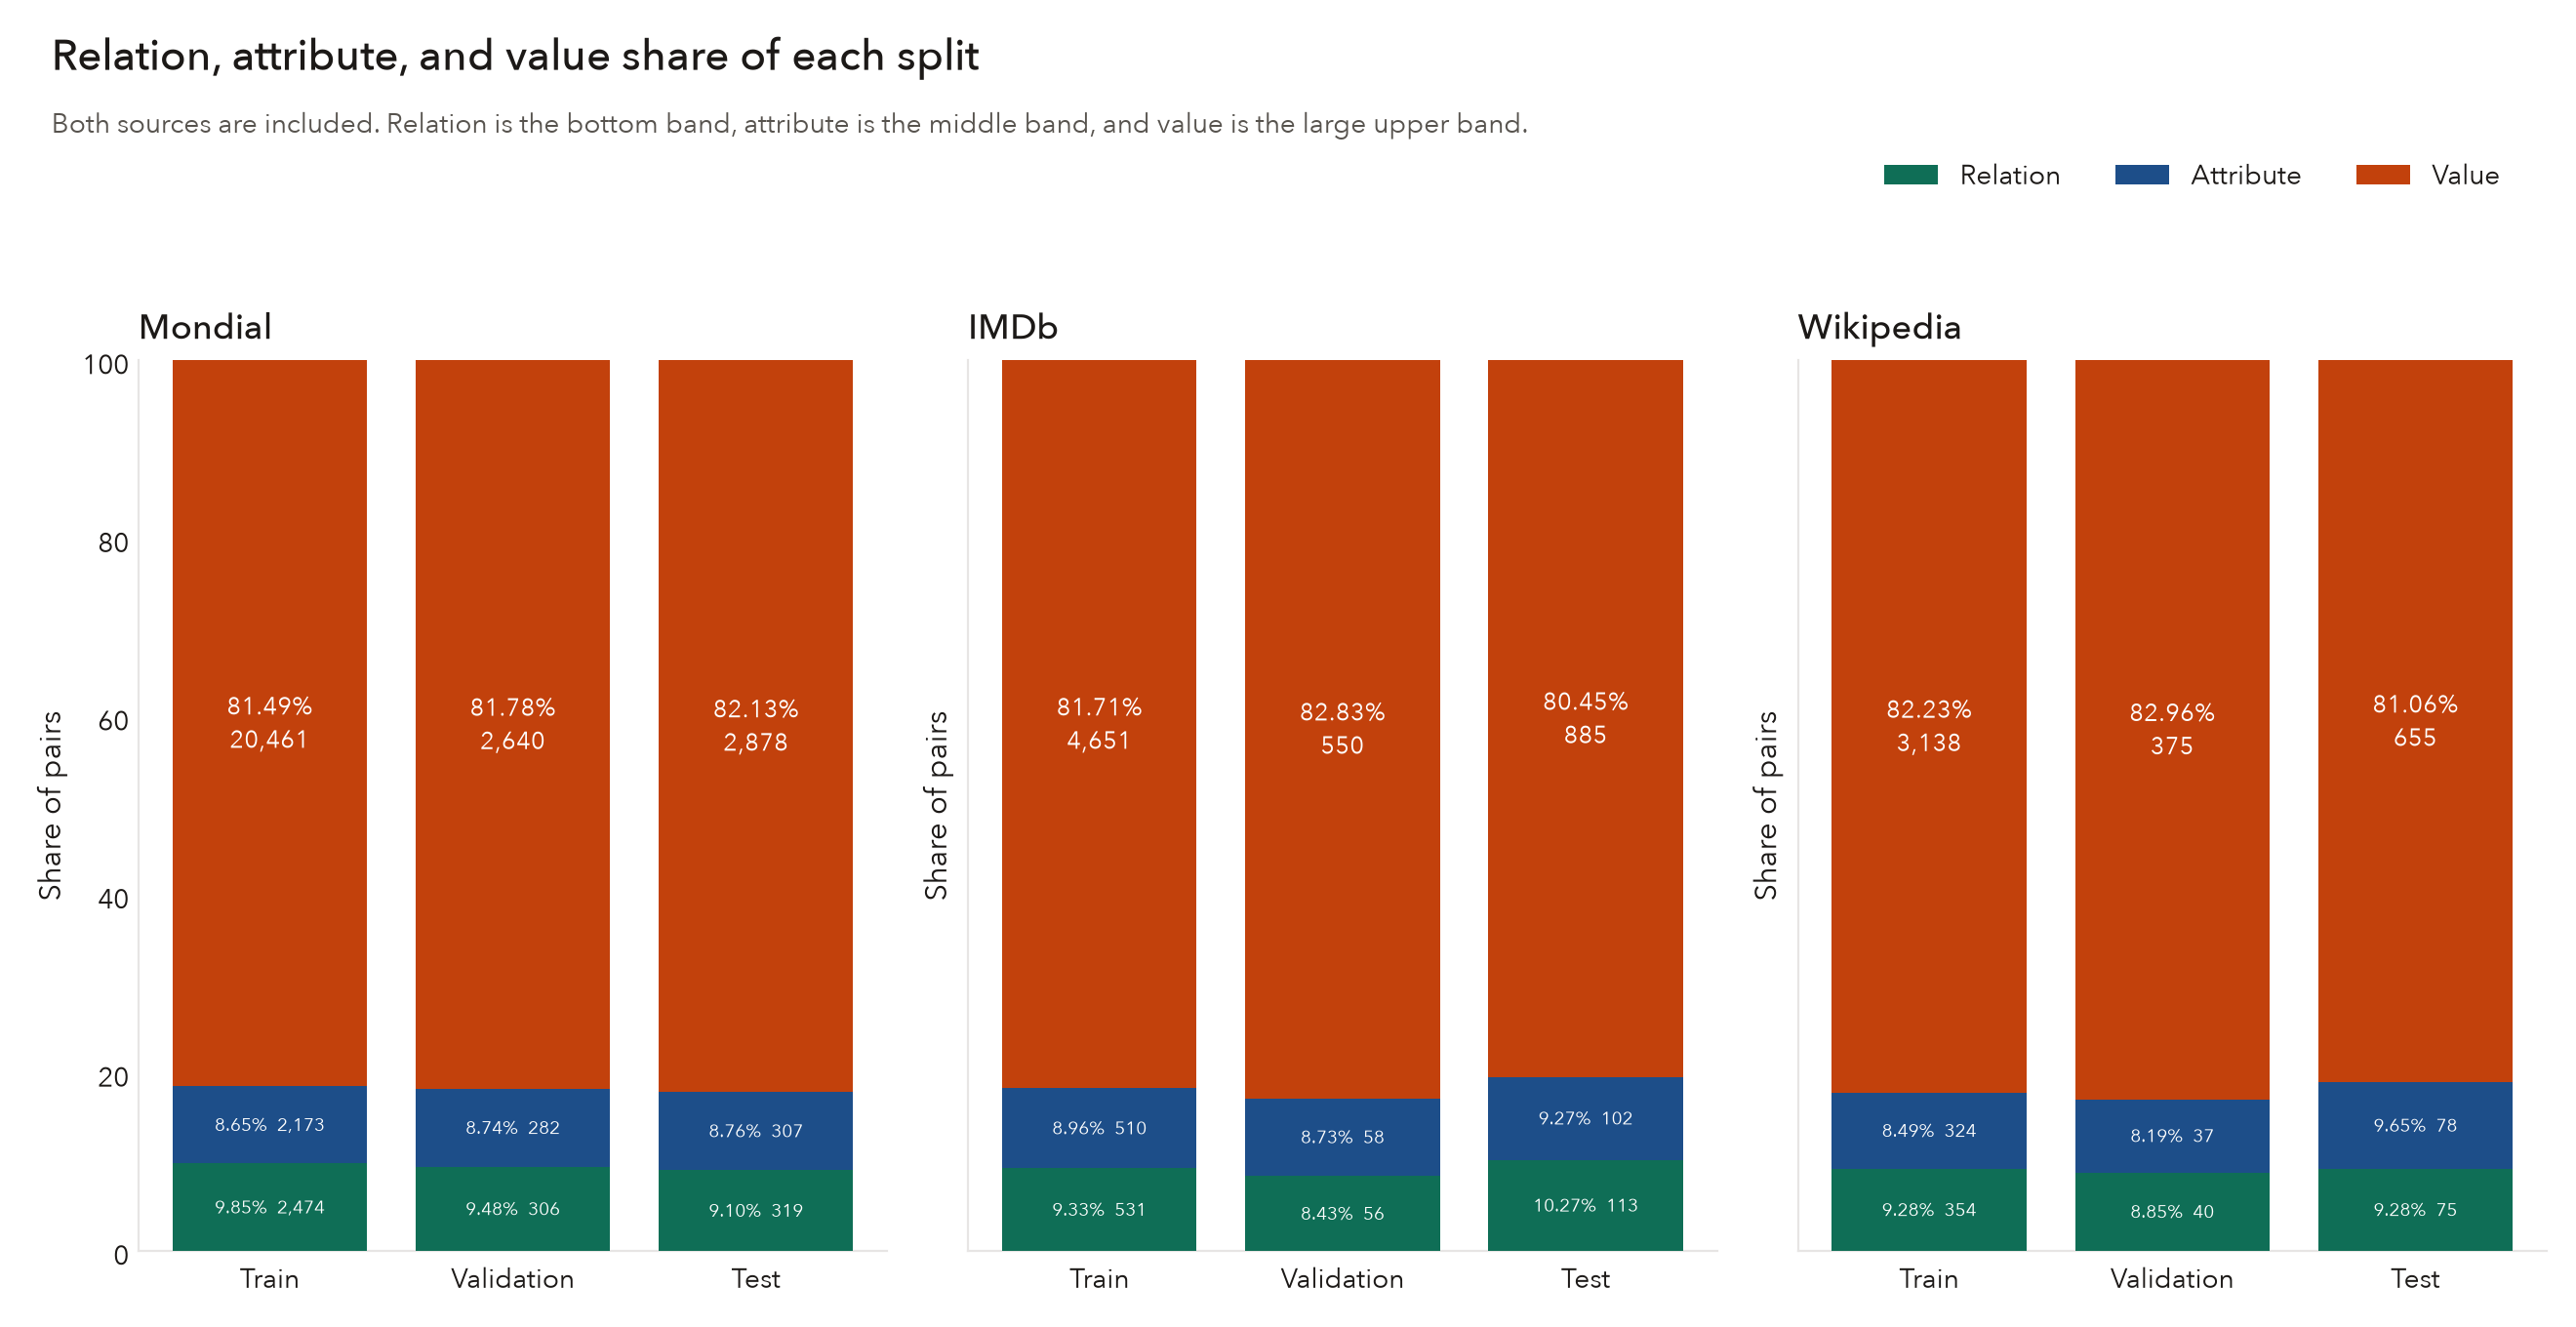 Relation, attribute, and value share of each split
Both sources are included. Relation is the bottom band, attribute is the middle band, and value is the large upper band.
Relation
Attribute
Value
Mondial
Share of pairs
100
80
60
40
20
0
81.49%
20,461
8.65% 2,173
9.85% 2,474
Train
81.78%
2,640
8.74% 282
9.48% 306
Validation
82.13%
2,878
8.76% 307
9.10% 319
Test
IMDb
Share of pairs
81.71%
4,651
8.96% 510
9.33% 531
Train
82.83%
550
8.73% 58
8.43% 56
Validation
80.45%
885
9.27% 102
10.27% 113
Test
Wikipedia
Share of pairs
82.23%
3,138
8.49% 324
9.28% 354
Train
82.96%
375
8.19% 37
8.85% 40
Validation
81.06%
655
9.65% 78
9.28% 75
Test